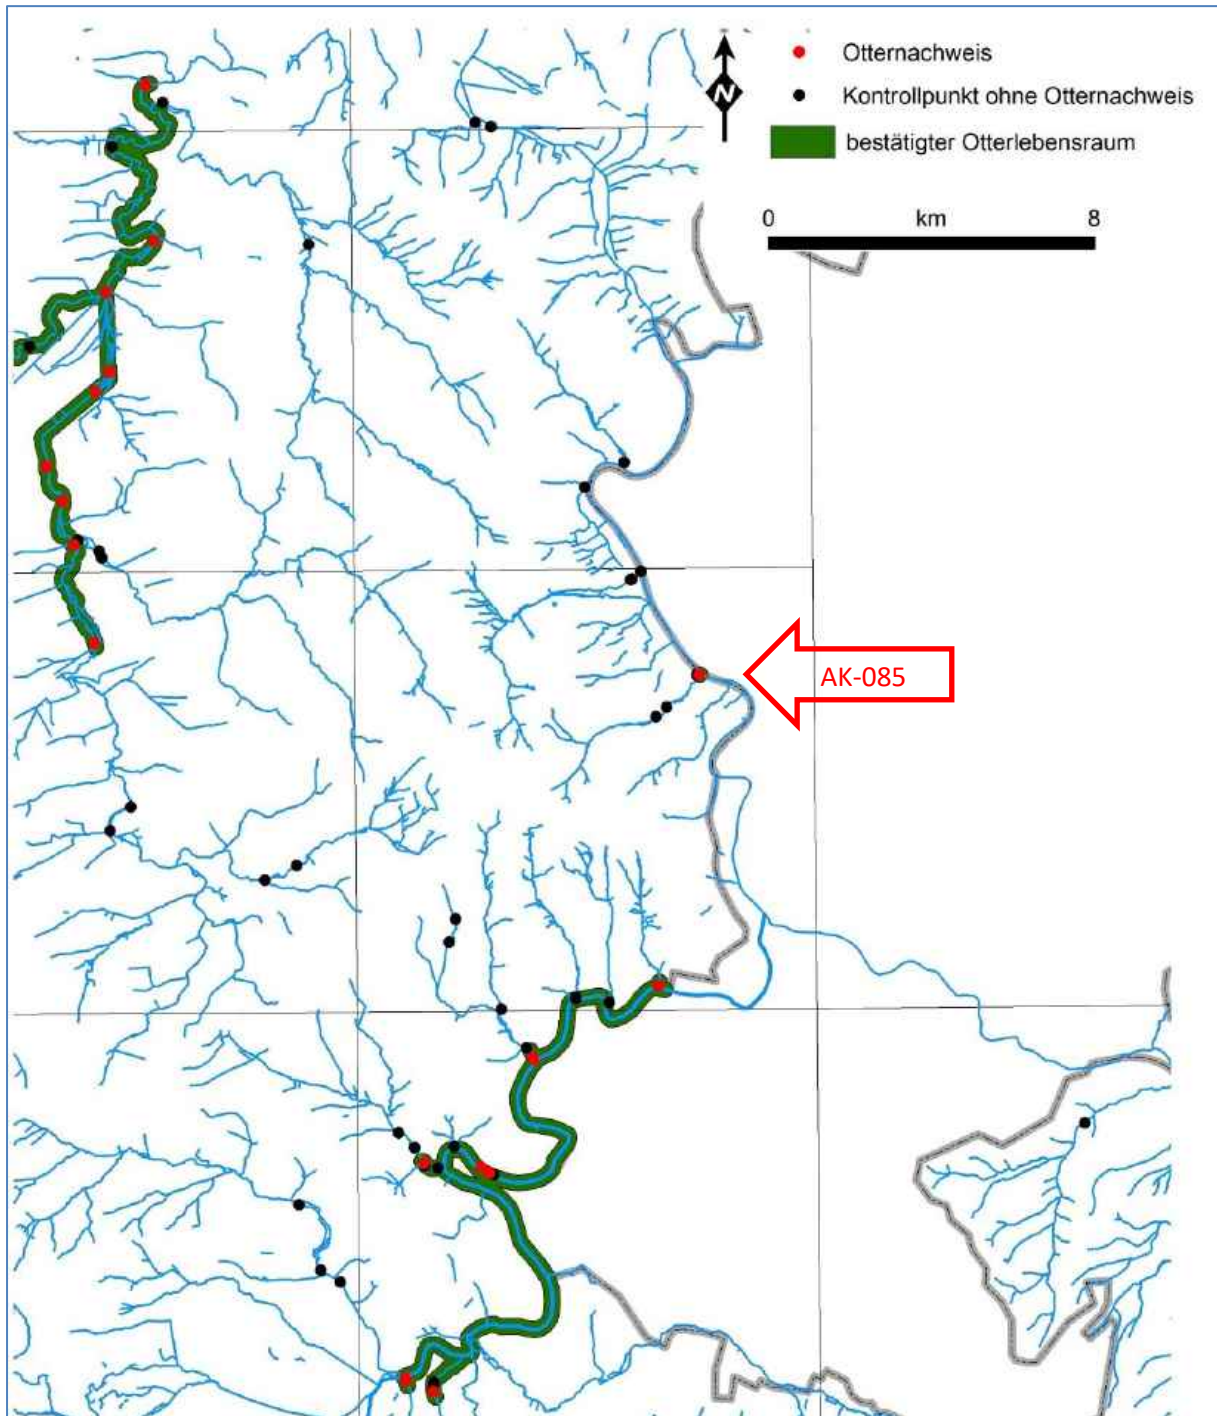 N
Otternachweis
Kontrollpunkt ohne Otternachweis
bestätigter Otterlebensraum
0 km 8
AK-085